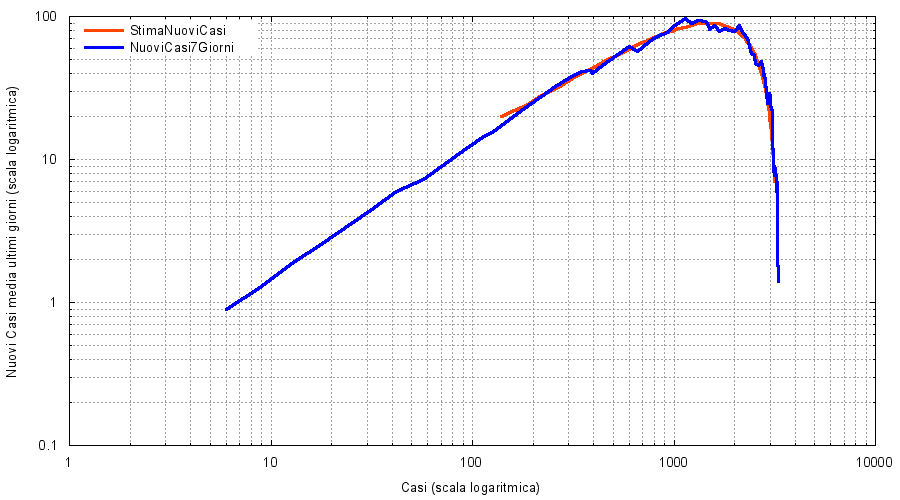 100
StimaNuoviCasi
NuoviCasi7Giorni
10
Nuovi Casi media ultimi giorni (scala logaritmica)
1
0.1
1 10 100 1000 10000
Casi (scala logaritmica)